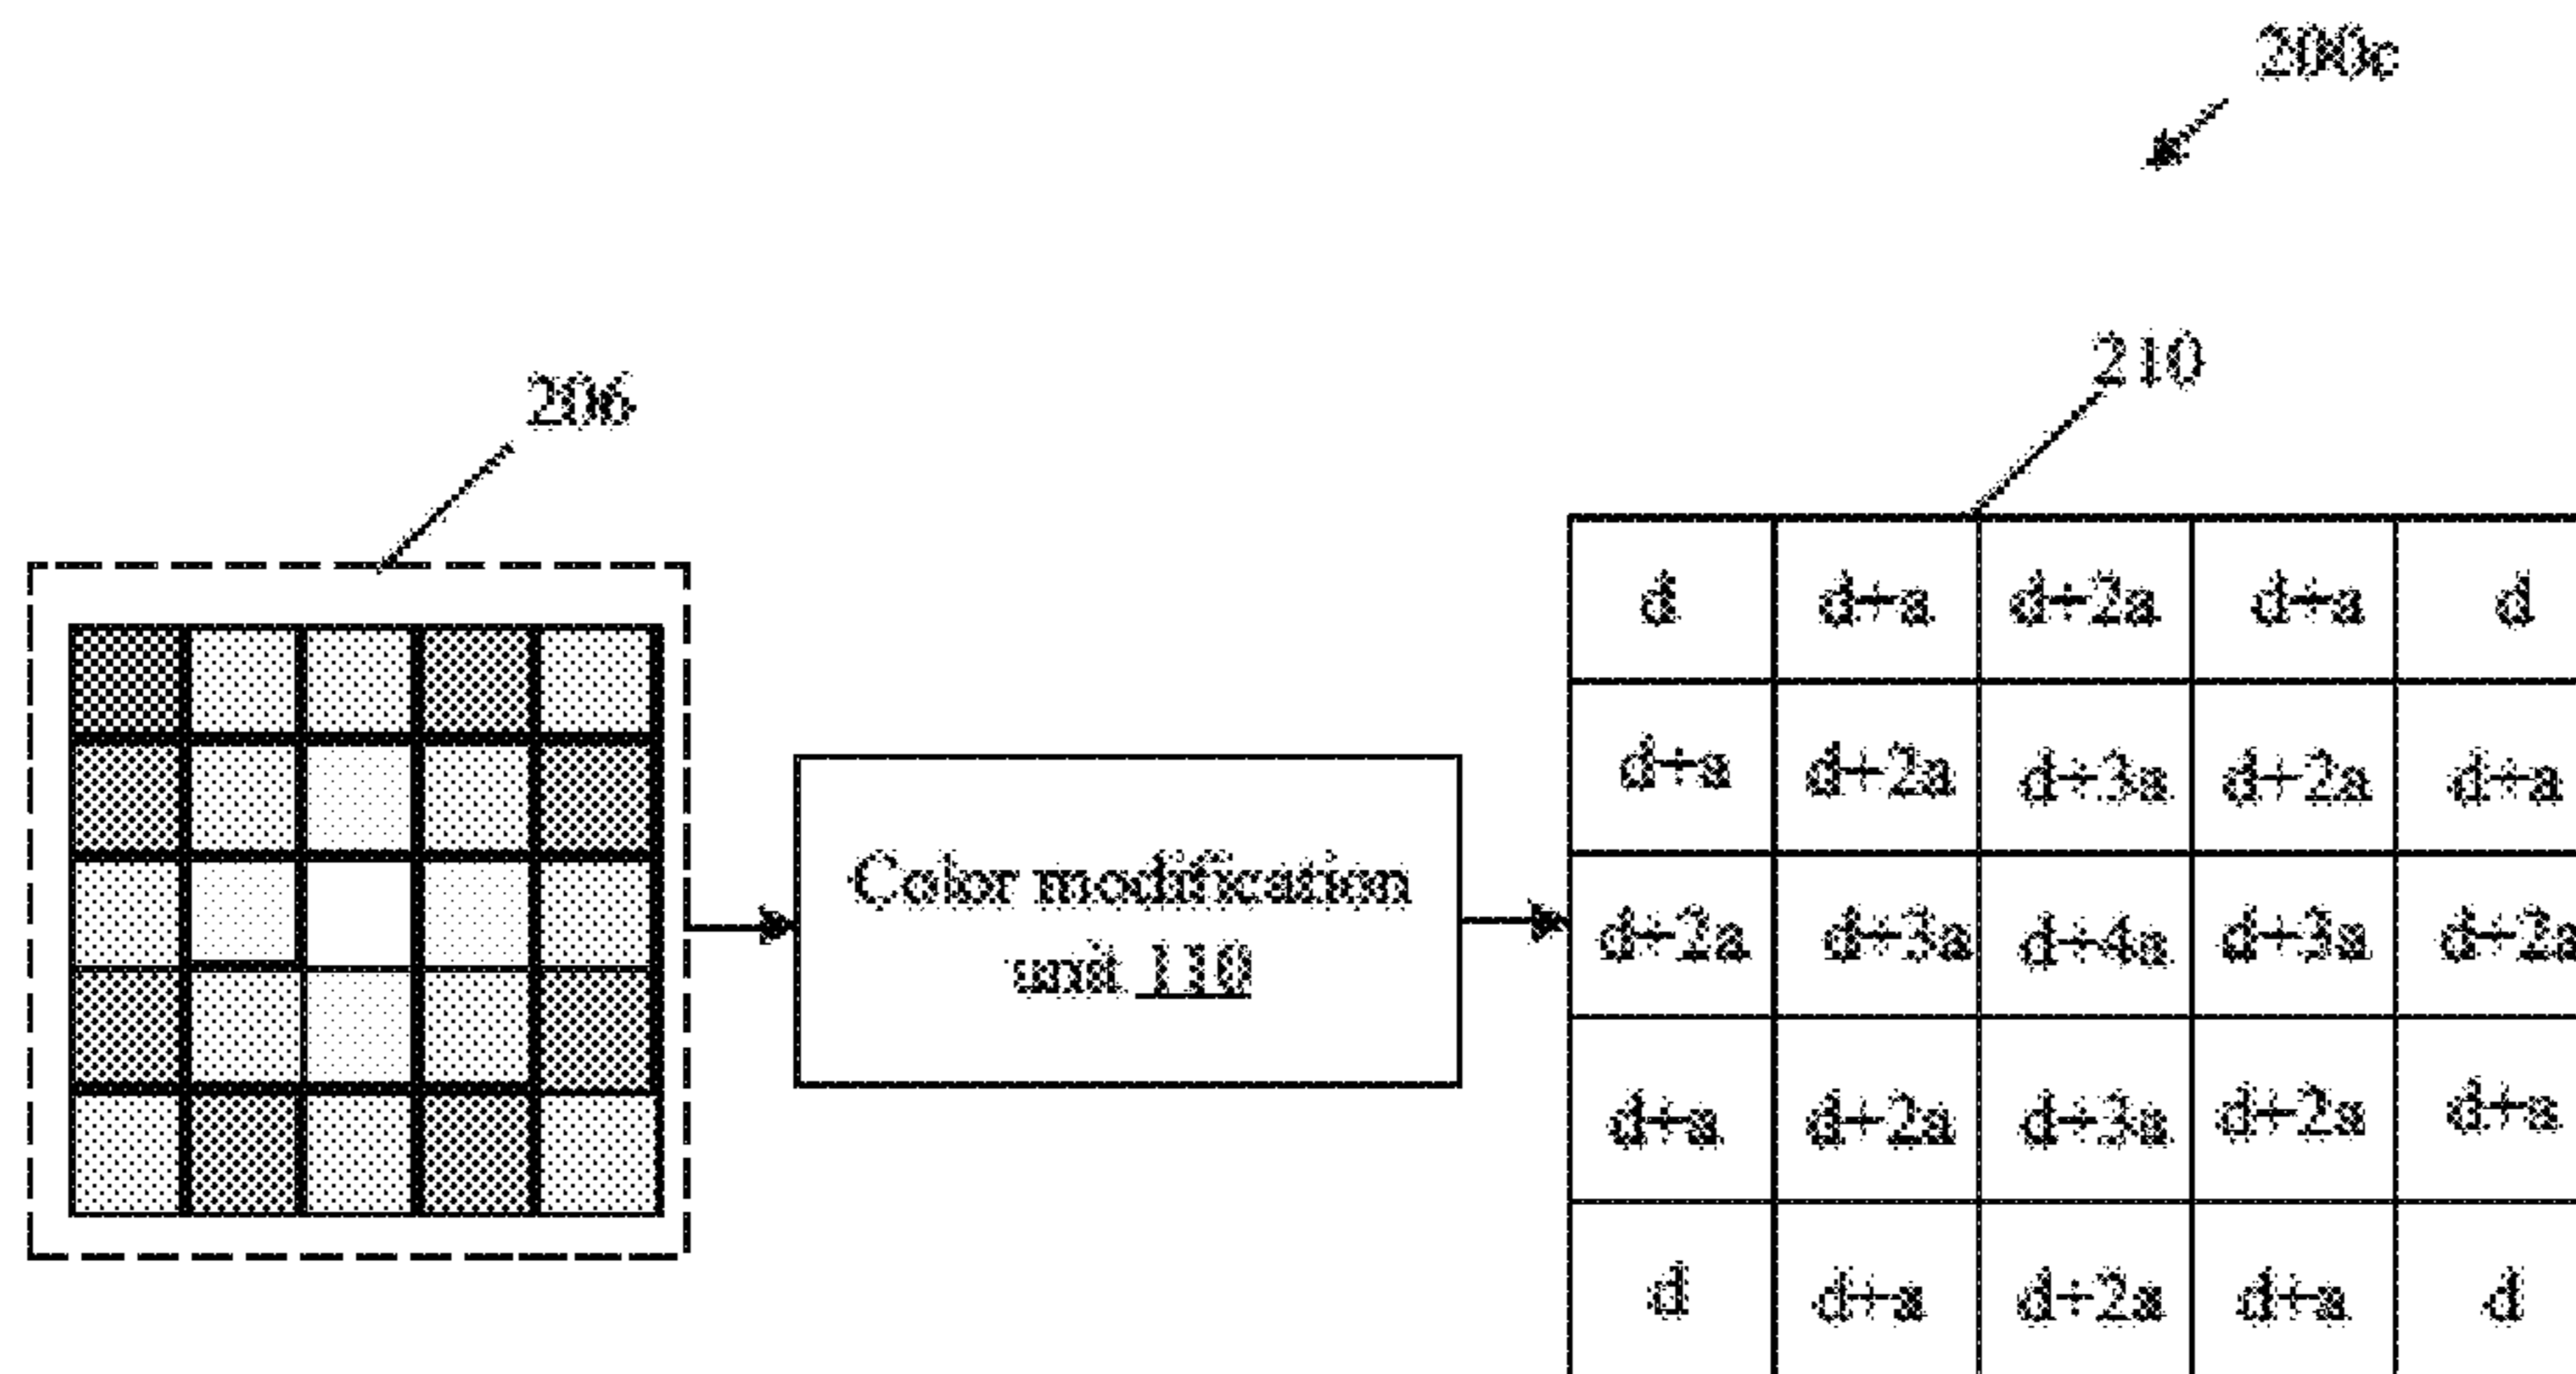 200c
210
206
d d+a d+2a d+a d
d+a d+2a d+3a d+2a d+a
Color modification
unit 110
d+2a d+3a d+4a d+3a d+2a
d+a d+2a d+3a d+2a d+a
d d+a d+2a d+a d